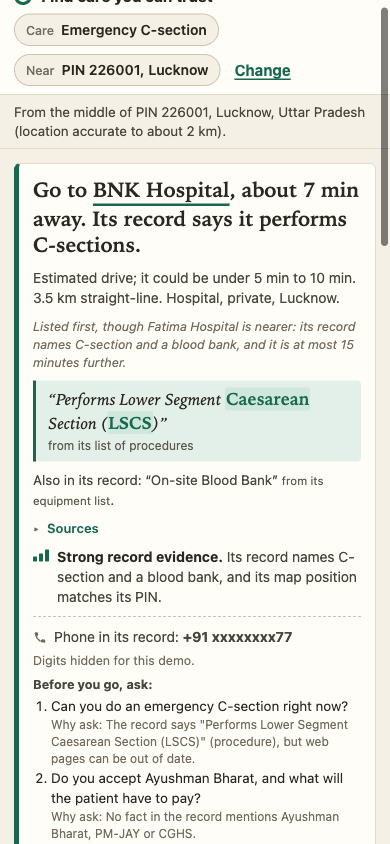 Find care you can trust
Care Emergency C-section
Near PIN 226001, Lucknow Change
From the middle of PIN 226001, Lucknow, Uttar Pradesh
(location accurate to about 2 km).
Go to BNK Hospital, about 7 min
away. Its record says it performs
C-sections.
Estimated drive; it could be under 5 min to 10 min.
3.5 km straight-line. Hospital, private, Lucknow.
Listed first, though Fatima Hospital is nearer: its record
names C-section and a blood bank, and it is at most 15
minutes further.
“Performs Lower Segment Caesarean
Section (LSCS)”
from its list of procedures
Also in its record: “On-site Blood Bank” from its
equipment list.
Sources
Strong record evidence. Its record names C-
section and a blood bank, and its map position
matches its PIN.
Phone in its record: +91 xxxxxxxx77
Digits hidden for this demo.
Before you go, ask:
1. Can you do an emergency C-section right now?
Why ask: The record says "Performs Lower Segment
Caesarean Section (LSCS)" (procedure), but web
pages can be out of date.
2. Do you accept Ayushman Bharat, and what will
the patient have to pay?
Why ask: No fact in the record mentions Ayushman
Bharat, PM-JAY or CGHS.